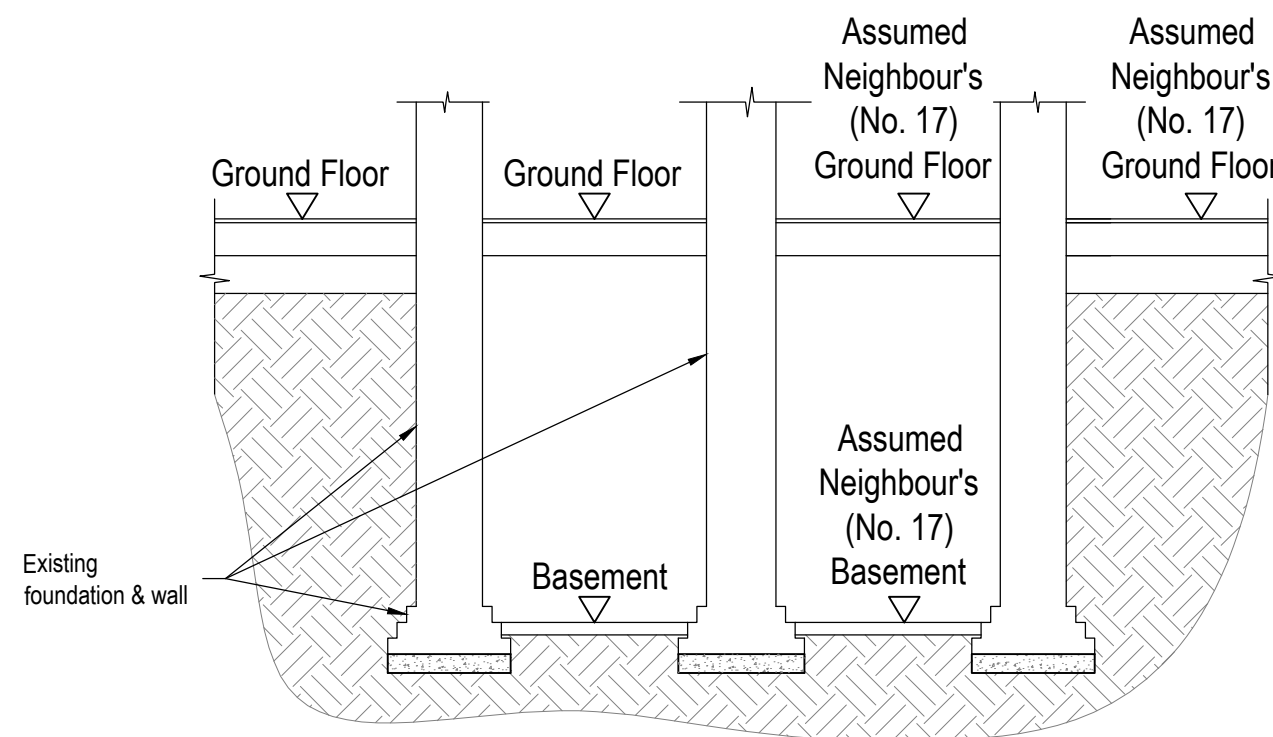 Assumed
Neighbour's
(No. 17)
Ground Floor
Assumed
Neighbour's
(No. 17)
Ground Floor
Ground Floor
Ground Floor
Assumed
Neighbour's
(No. 17)
Basement
Basement
Existing
foundation & wall